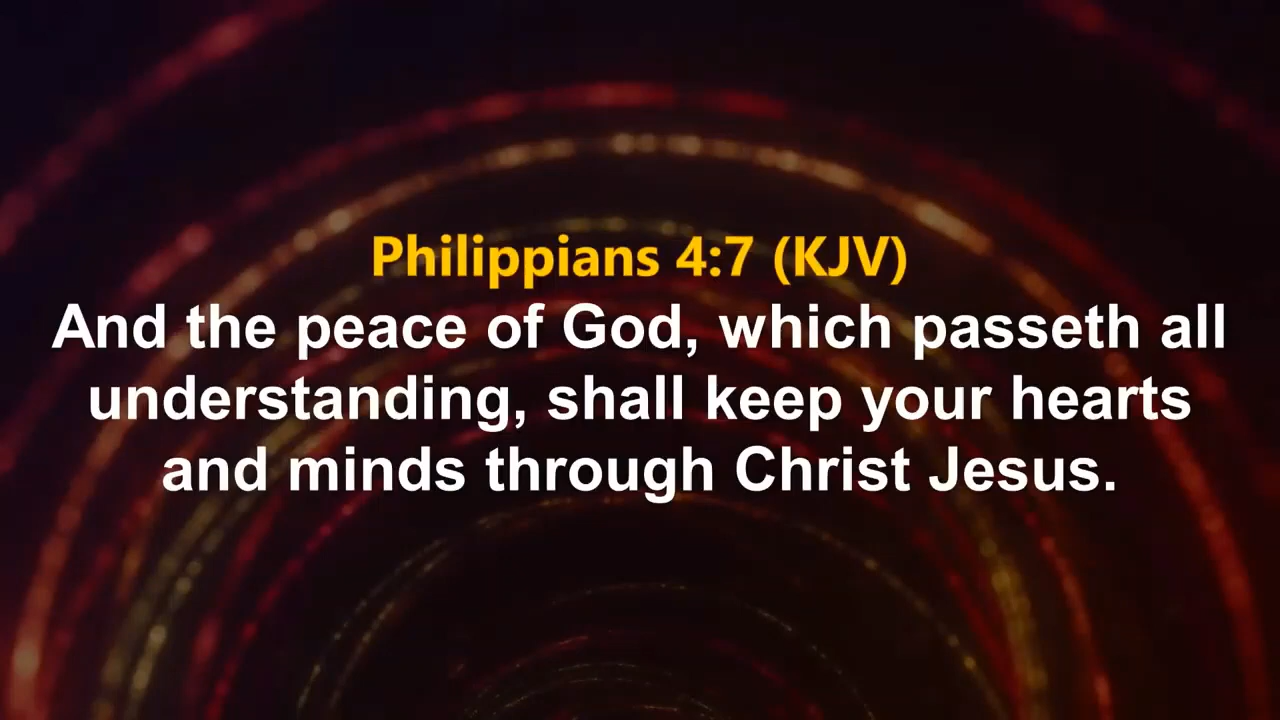 Philippians 4:7 (KJV)
And the peace of God, which passeth all
understanding, shall keep your hearts
and minds through Christ Jesus.